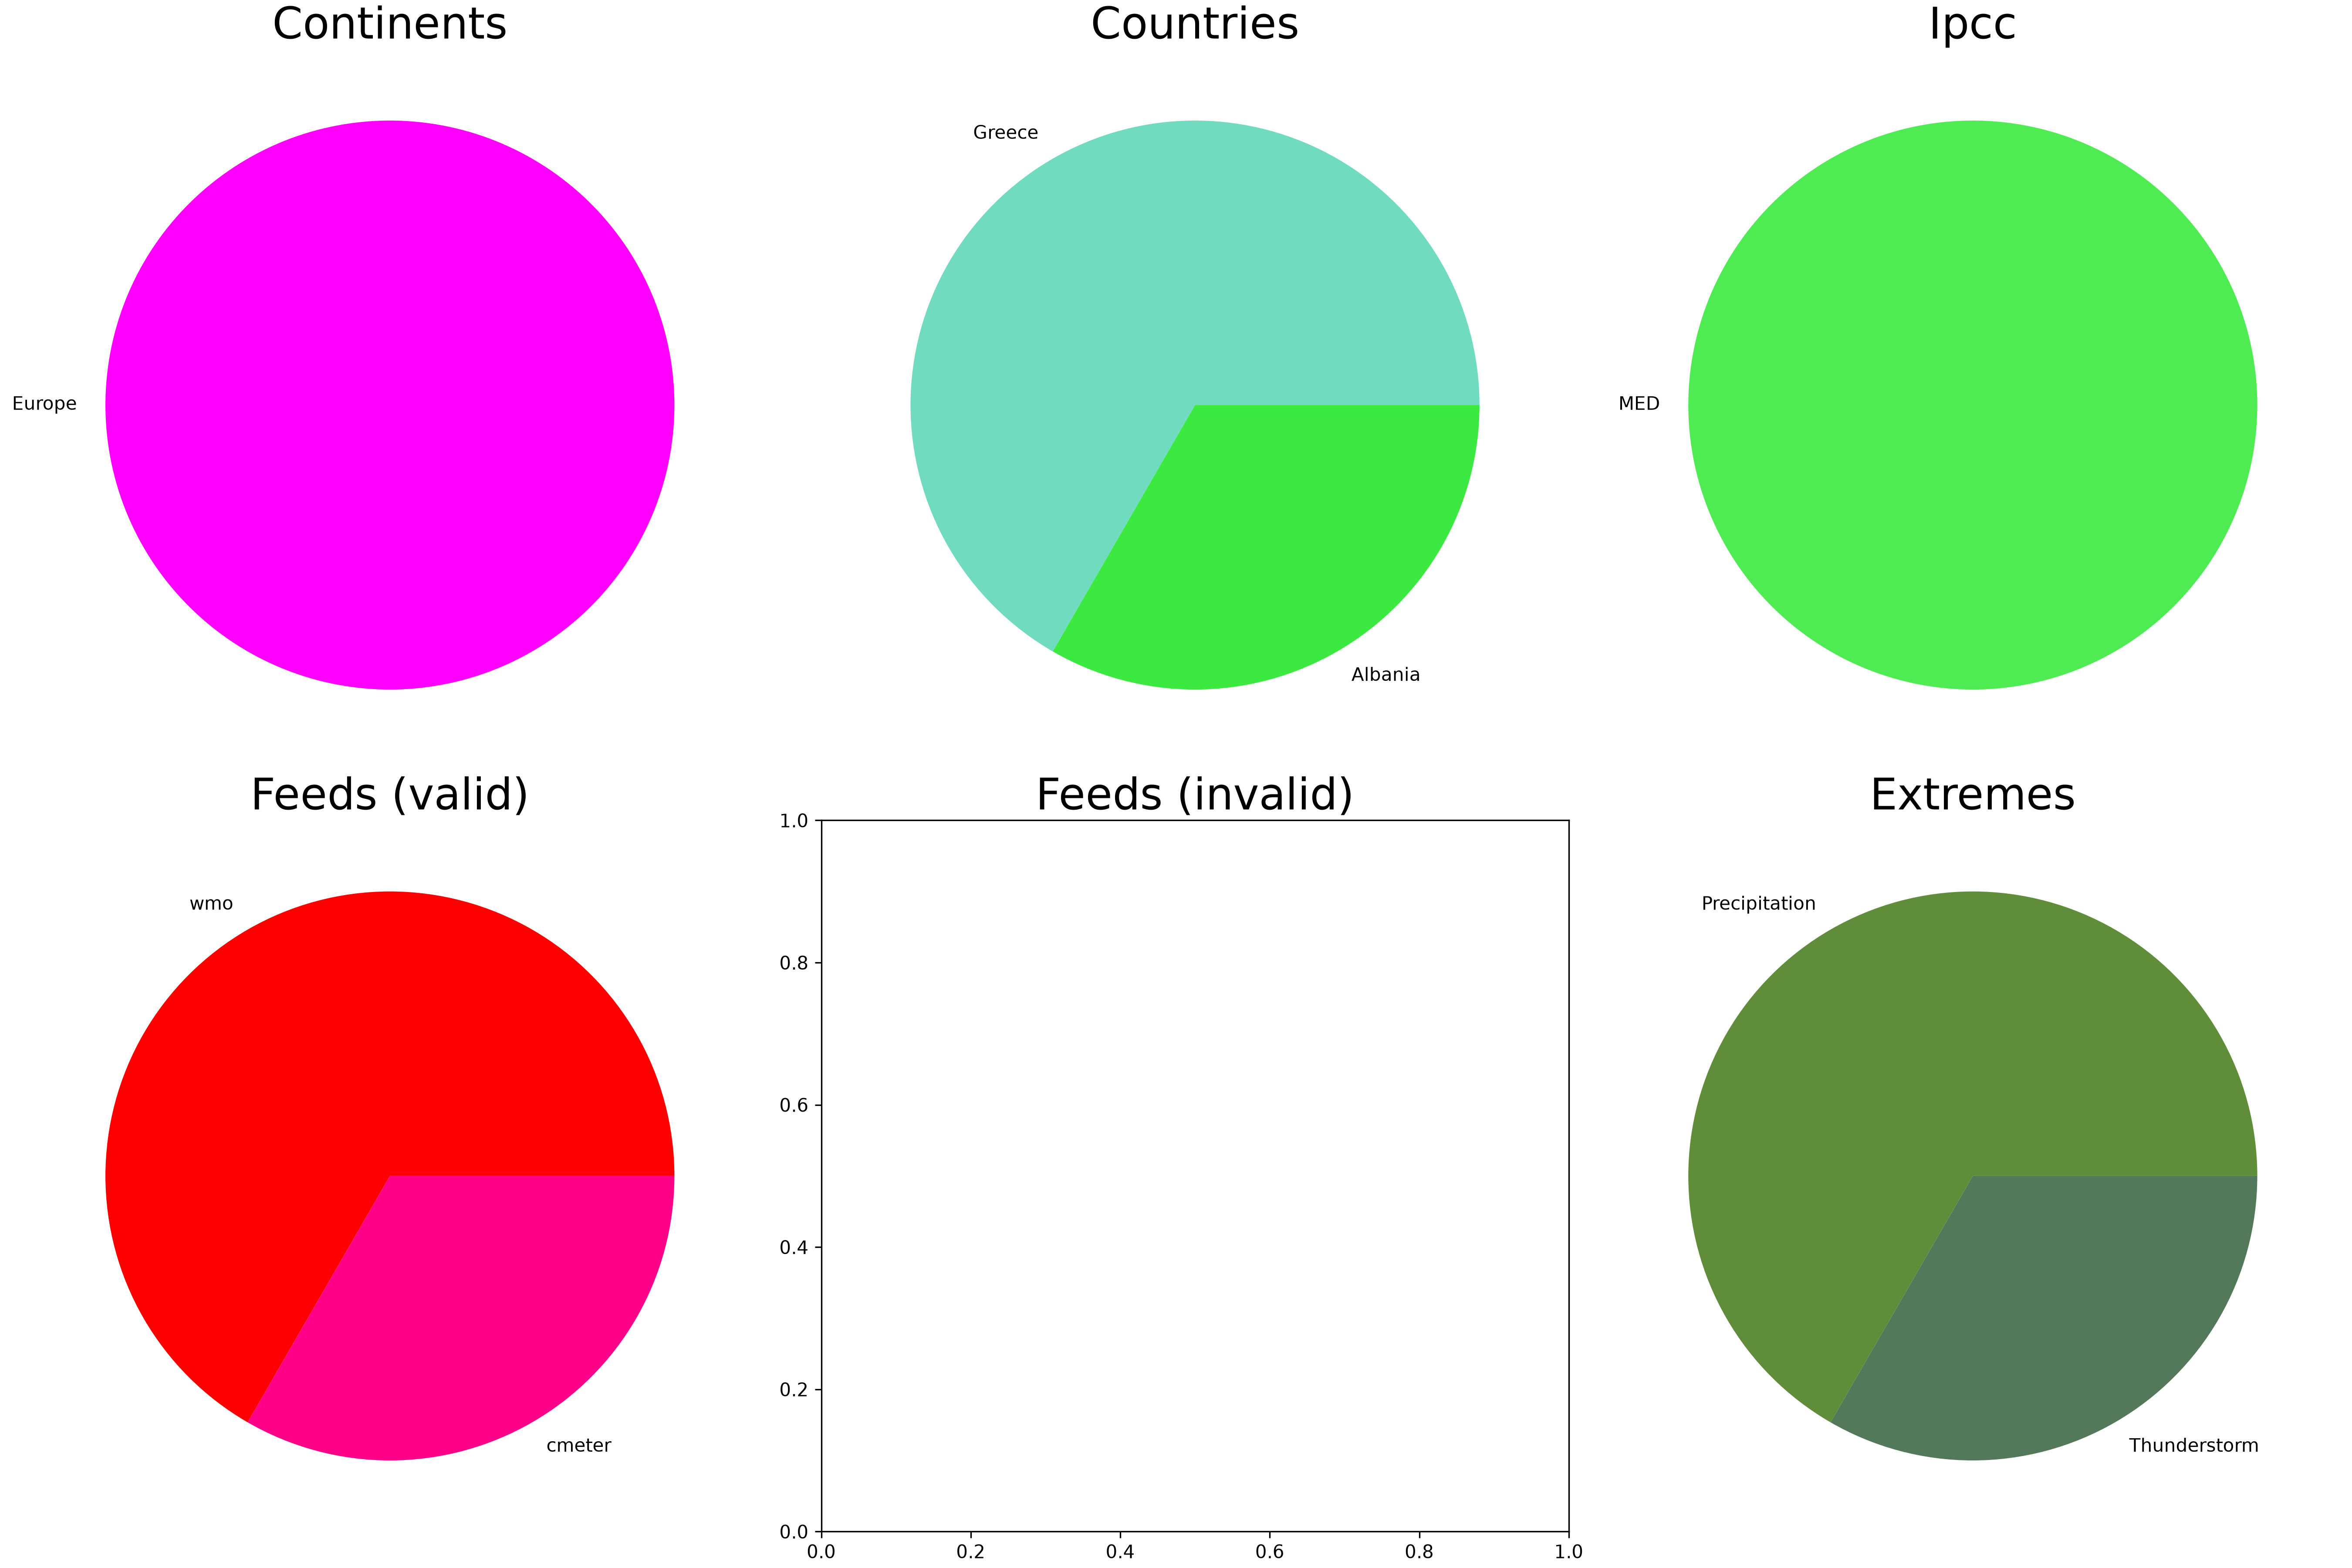 Continents
Countries
Ipcc
Greece
Europe
MED
Albania
Feeds (valid)
Feeds (invalid)
Extremes
1.0
wmo
Precipitation
0.8
0.6
0.4
0.2
cmeter
Thunderstorm
0.0
0.0 0.2 0.4 0.6 0.8 1.0